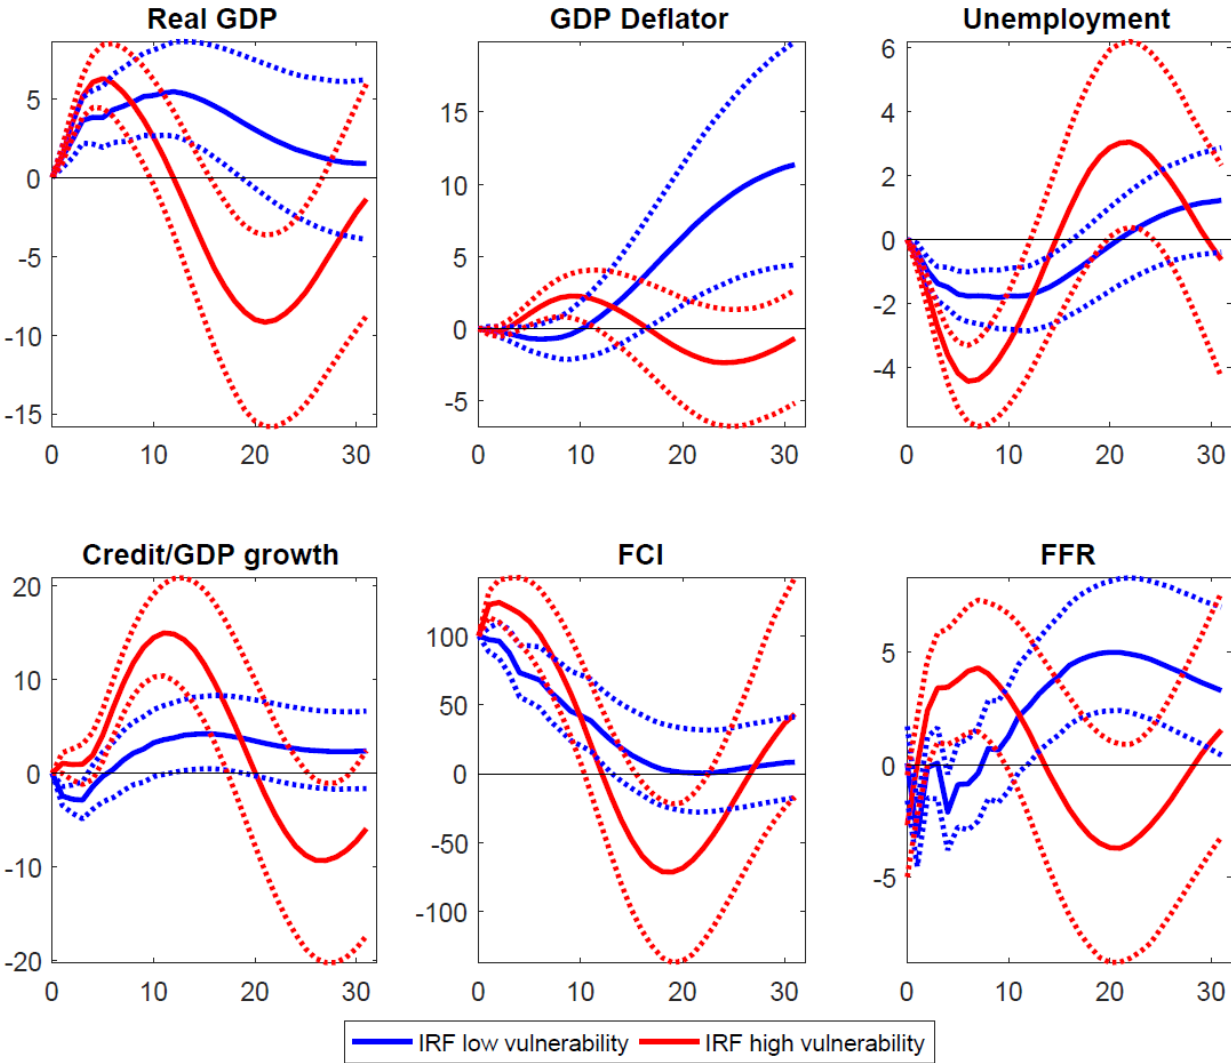 Real GDP
5
0
-5
-10
-15
0 10 20 30
GDP Deflator
15
10
5
0
-5
0 10 20 30
Unemployment
6
4
2
0
-2
-4
0 10 20 30
Credit/GDP growth
20
10
0
-10
-20
0 10 20 30
FCI
100
50
0
-50
-100
0 10 20 30
FFR
5
0
-5
0 10 20 30
IRF low vulnerability IRF high vulnerability